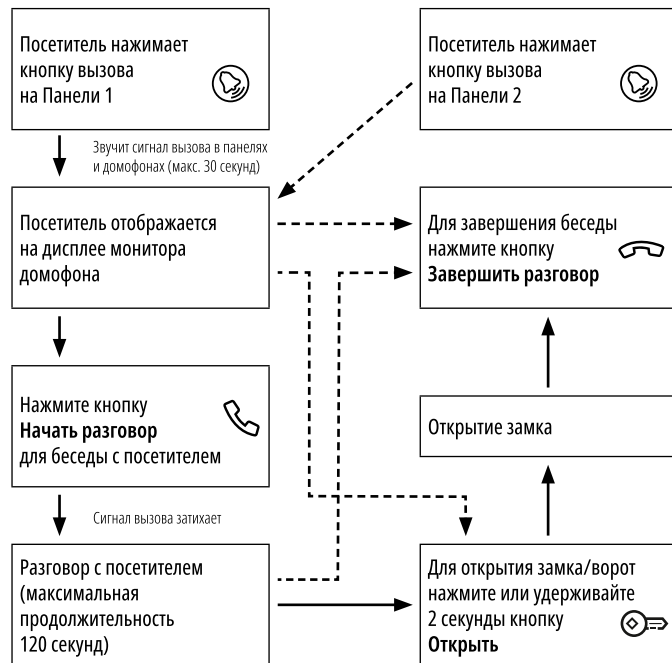 Посетитель нажимает
кнопку вызова
на Панели 1
Посетитель нажимает
кнопку вызова
на Панели 2
Звучит сигнал вызова в панелях
и домофонах (макс. 30 секунд)
Посетитель отображается
на дисплее монитора
домофона
Для завершения беседы
нажмите кнопку
Завершить разговор
Нажмите кнопку
Начать разговор
для беседы с посетителем
Открытие замка
Сигнал вызова затихает
Разговор с посетителем
(максимальная
продолжительность
120 секунд)
Для открытия замка/ворот
нажмите или удерживайте
2 секунды кнопку
Открыть